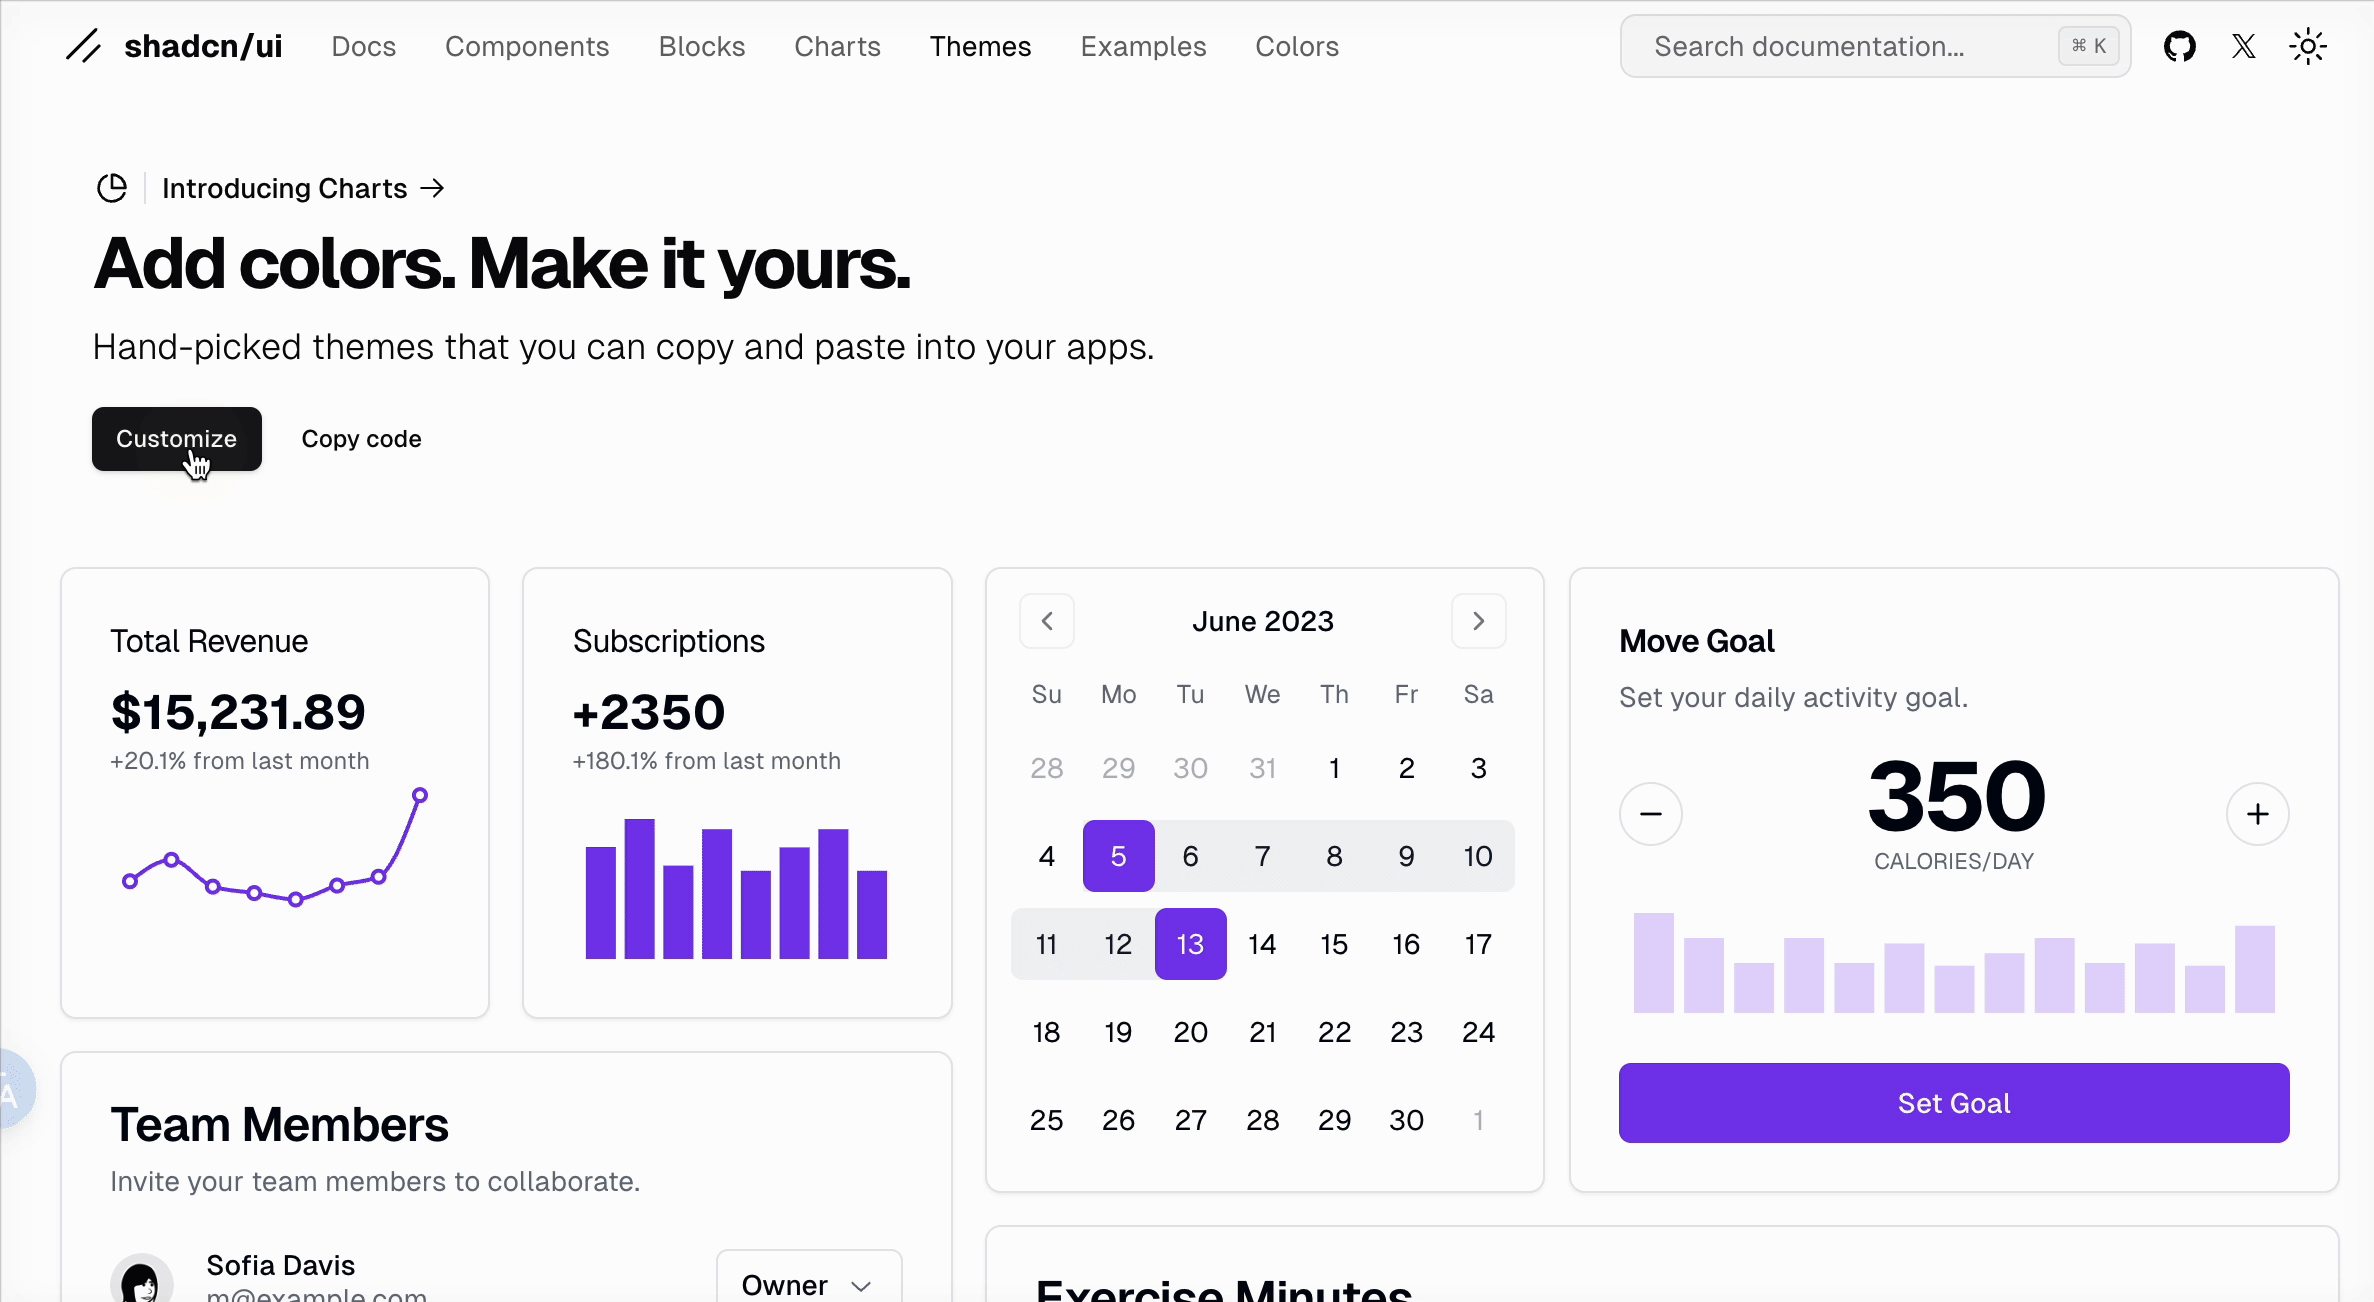 shadcn/ui Docs Components Blocks Charts Themes Examples Colors Search documentation... ⌘ K
Introducing Charts →
Add colors. Make it yours.
Hand-picked themes that you can copy and paste into your apps.
Customize Copy code
Total Revenue
$15,231.89
+20.1% from last month
Subscriptions
+2350
+180.1% from last month
June 2023
Su Mo Tu We Th Fr Sa
28 29 30 31 1 2 3
4 5 6 7 8 9 10
11 12 13 14 15 16 17
18 19 20 21 22 23 24
25 26 27 28 29 30 1
Move Goal
Set your daily activity goal.
350
CALORIES/DAY
Set Goal
Team Members
Invite your team members to collaborate.
Sofia Davis
m@example.com
Owner
Exercise Minutes
A